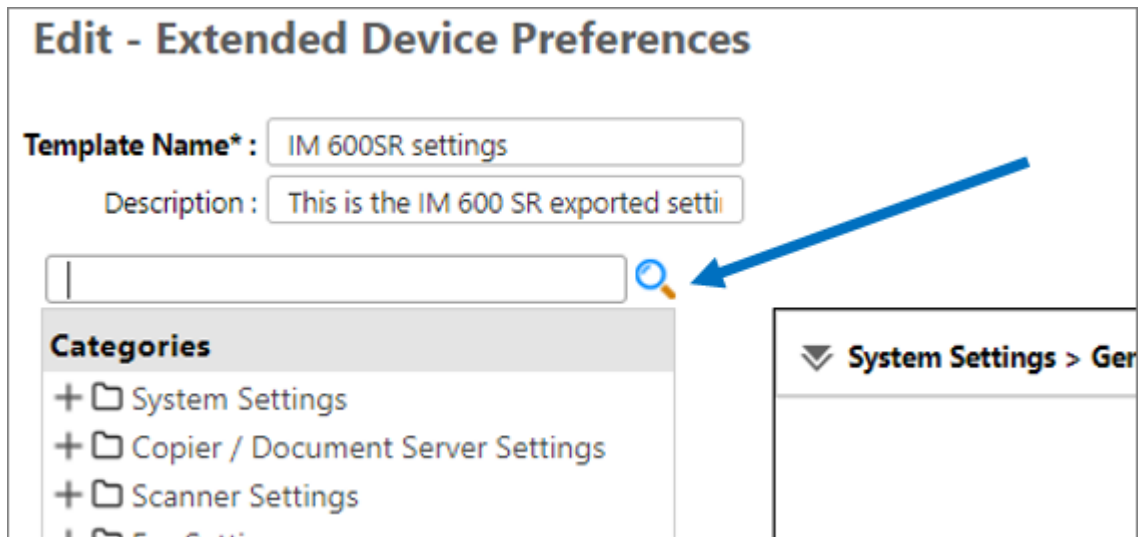 Edit - Extended Device Preferences
Template Name* : IM 600SR settings
Description : This is the IM 600 SR exported setti
Categories
System Settings > Ger
System Settings
Copier / Document Server Settings
Scanner Settings